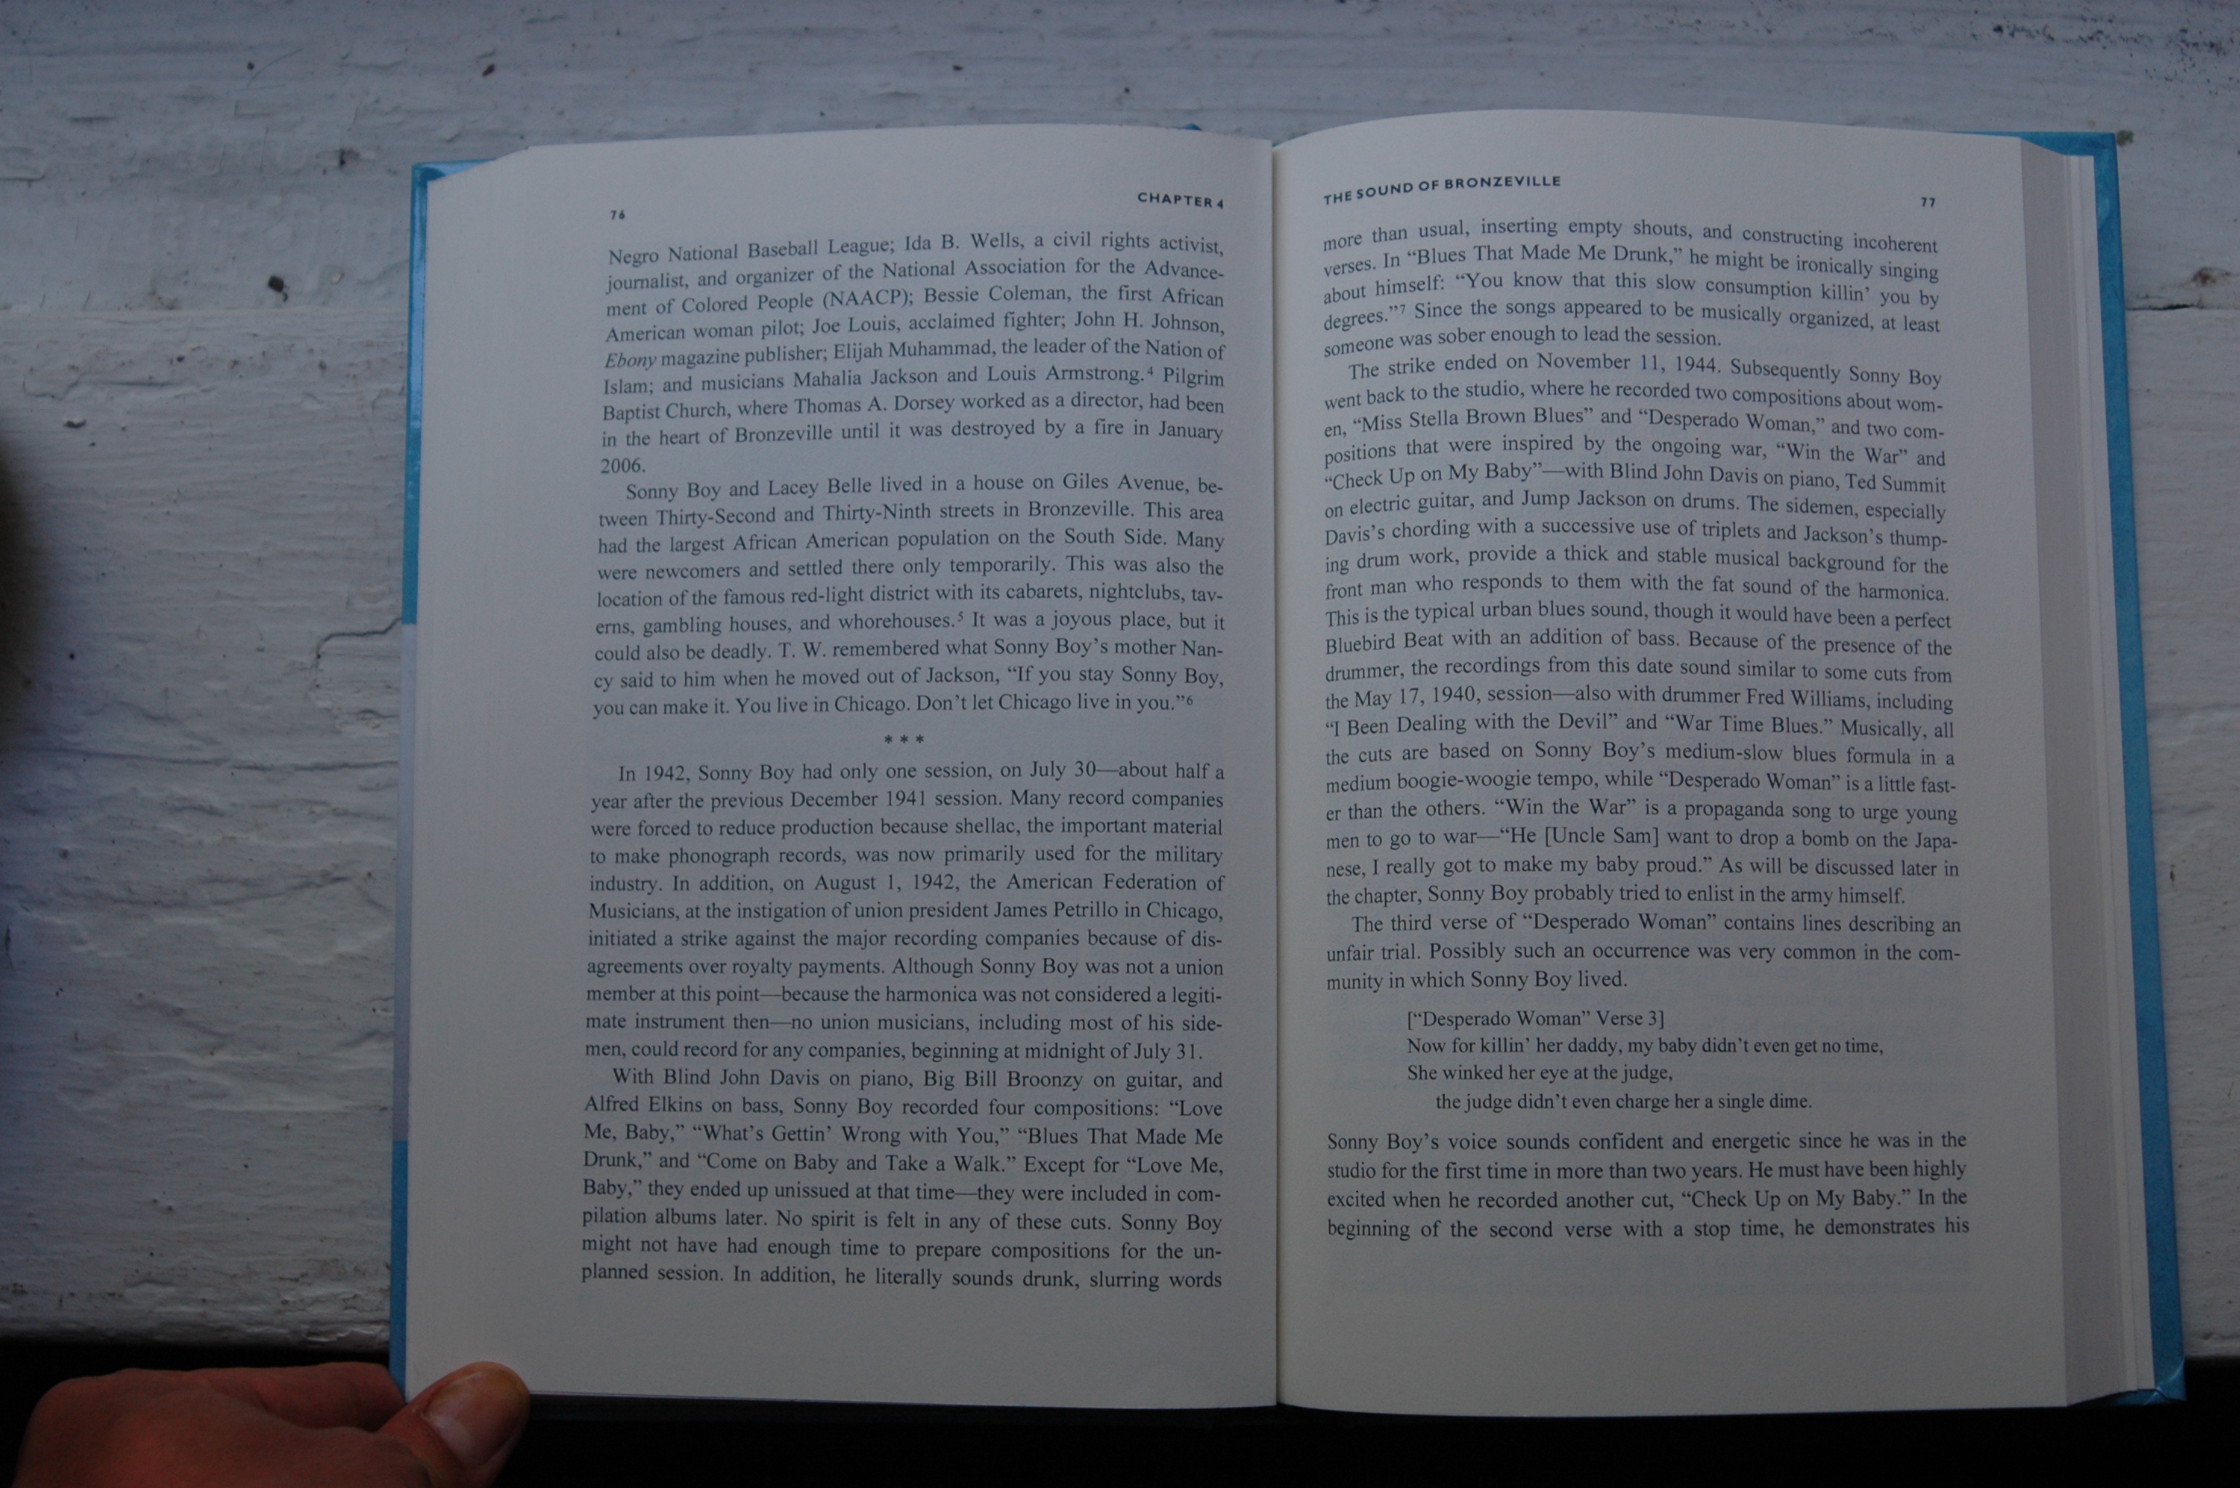 76
CHAPTER 4
Negro National Baseball League; Ida B. Wells, a civil rights activist,
journalist, and organizer of the National Association for the Advance-
ment of Colored People (NAACP); Bessie Coleman, the first African
American woman pilot; Joe Louis, acclaimed fighter; John H. Johnson,
Ebony magazine publisher; Elijah Muhammad, the leader of the Nation of
Islam; and musicians Mahalia Jackson and Louis Armstrong.⁴ Pilgrim
Baptist Church, where Thomas A. Dorsey worked as a director, had been
in the heart of Bronzeville until it was destroyed by a fire in January
2006.
Sonny Boy and Lacey Belle lived in a house on Giles Avenue, be-
tween Thirty-Second and Thirty-Ninth streets in Bronzeville. This area
had the largest African American population on the South Side. Many
were newcomers and settled there only temporarily. This was also the
location of the famous red-light district with its cabarets, nightclubs, tav-
erns, gambling houses, and whorehouses.⁵ It was a joyous place, but it
could also be deadly. T. W. remembered what Sonny Boy's mother Nan-
cy said to him when he moved out of Jackson, “If you stay Sonny Boy,
you can make it. You live in Chicago. Don't let Chicago live in you.”⁶
* * *
In 1942, Sonny Boy had only one session, on July 30—about half a
year after the previous December 1941 session. Many record companies
were forced to reduce production because shellac, the important material
to make phonograph records, was now primarily used for the military
industry. In addition, on August 1, 1942, the American Federation of
Musicians, at the instigation of union president James Petrillo in Chicago,
initiated a strike against the major recording companies because of dis-
agreements over royalty payments. Although Sonny Boy was not a union
member at this point—because the harmonica was not considered a legiti-
mate instrument then—no union musicians, including most of his side-
men, could record for any companies, beginning at midnight of July 31.
With Blind John Davis on piano, Big Bill Broonzy on guitar, and
Alfred Elkins on bass, Sonny Boy recorded four compositions: “Love
Me, Baby,” “What's Gettin' Wrong with You,” “Blues That Made Me
Drunk,” and “Come on Baby and Take a Walk.” Except for “Love Me,
Baby,” they ended up unissued at that time—they were included in com-
pilation albums later. No spirit is felt in any of these cuts. Sonny Boy
might not have had enough time to prepare compositions for the un-
planned session. In addition, he literally sounds drunk, slurring words
THE SOUND OF BRONZEVILLE
77
more than usual, inserting empty shouts, and constructing incoherent
verses. In “Blues That Made Me Drunk,” he might be ironically singing
about himself: “You know that this slow consumption killin' you by
degrees.”⁷ Since the songs appeared to be musically organized, at least
someone was sober enough to lead the session.
The strike ended on November 11, 1944. Subsequently Sonny Boy
went back to the studio, where he recorded two compositions about wom-
en, “Miss Stella Brown Blues” and “Desperado Woman,” and two com-
positions that were inspired by the ongoing war, “Win the War” and
“Check Up on My Baby”—with Blind John Davis on piano, Ted Summit
on electric guitar, and Jump Jackson on drums. The sidemen, especially
Davis's chording with a successive use of triplets and Jackson's thump-
ing drum work, provide a thick and stable musical background for the
front man who responds to them with the fat sound of the harmonica.
This is the typical urban blues sound, though it would have been a perfect
Bluebird Beat with an addition of bass. Because of the presence of the
drummer, the recordings from this date sound similar to some cuts from
the May 17, 1940, session—also with drummer Fred Williams, including
“I Been Dealing with the Devil” and “War Time Blues.” Musically, all
the cuts are based on Sonny Boy's medium-slow blues formula in a
medium boogie-woogie tempo, while “Desperado Woman” is a little fast-
er than the others. “Win the War” is a propaganda song to urge young
men to go to war—“He [Uncle Sam] want to drop a bomb on the Japa-
nese, I really got to make my baby proud.” As will be discussed later in
the chapter, Sonny Boy probably tried to enlist in the army himself.
The third verse of “Desperado Woman” contains lines describing an
unfair trial. Possibly such an occurrence was very common in the com-
munity in which Sonny Boy lived.
[“Desperado Woman” Verse 3]
Now for killin' her daddy, my baby didn't even get no time,
She winked her eye at the judge,
the judge didn't even charge her a single dime.
Sonny Boy's voice sounds confident and energetic since he was in the
studio for the first time in more than two years. He must have been highly
excited when he recorded another cut, “Check Up on My Baby.” In the
beginning of the second verse with a stop time, he demonstrates his